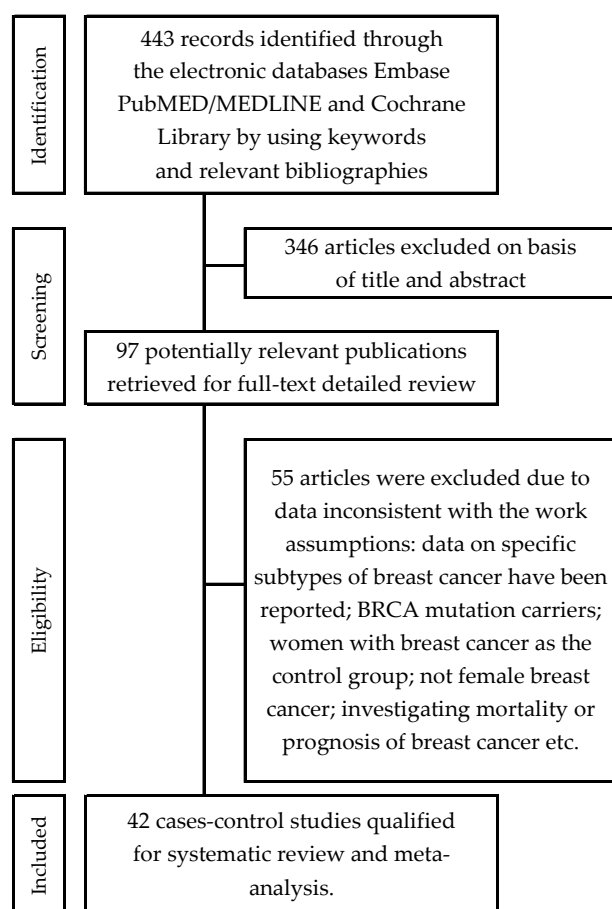 Identification
443 records identified through
the electronic databases Embase
PubMED/MEDLINE and Cochrane
Library by using keywords
and relevant bibliographies
Screening
346 articles excluded on basis
of title and abstract
97 potentially relevant publications
retrieved for full-text detailed review
Eligibility
55 articles were excluded due to
data inconsistent with the work
assumptions: data on specific
subtypes of breast cancer have been
reported; BRCA mutation carriers;
women with breast cancer as the
control group; not female breast
cancer; investigating mortality or
prognosis of breast cancer etc.
Included
42 cases-control studies qualified
for systematic review and meta-
analysis.